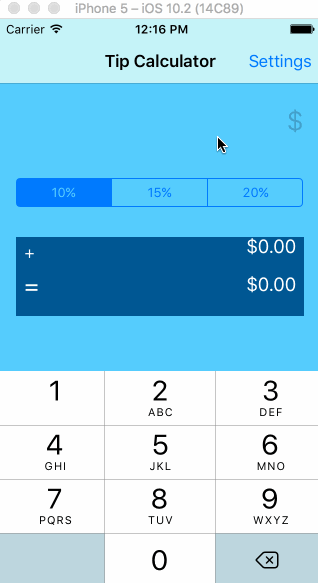 iPhone 5 – iOS 10.2 (14C89)
Carrier 12:16 PM
Tip Calculator Settings
$
10% 15% 20%
+ $0.00
= $0.00
1 2 3
ABC DEF
4 5 6
GHI JKL MNO
7 8 9
PQRS TUV WXYZ
0